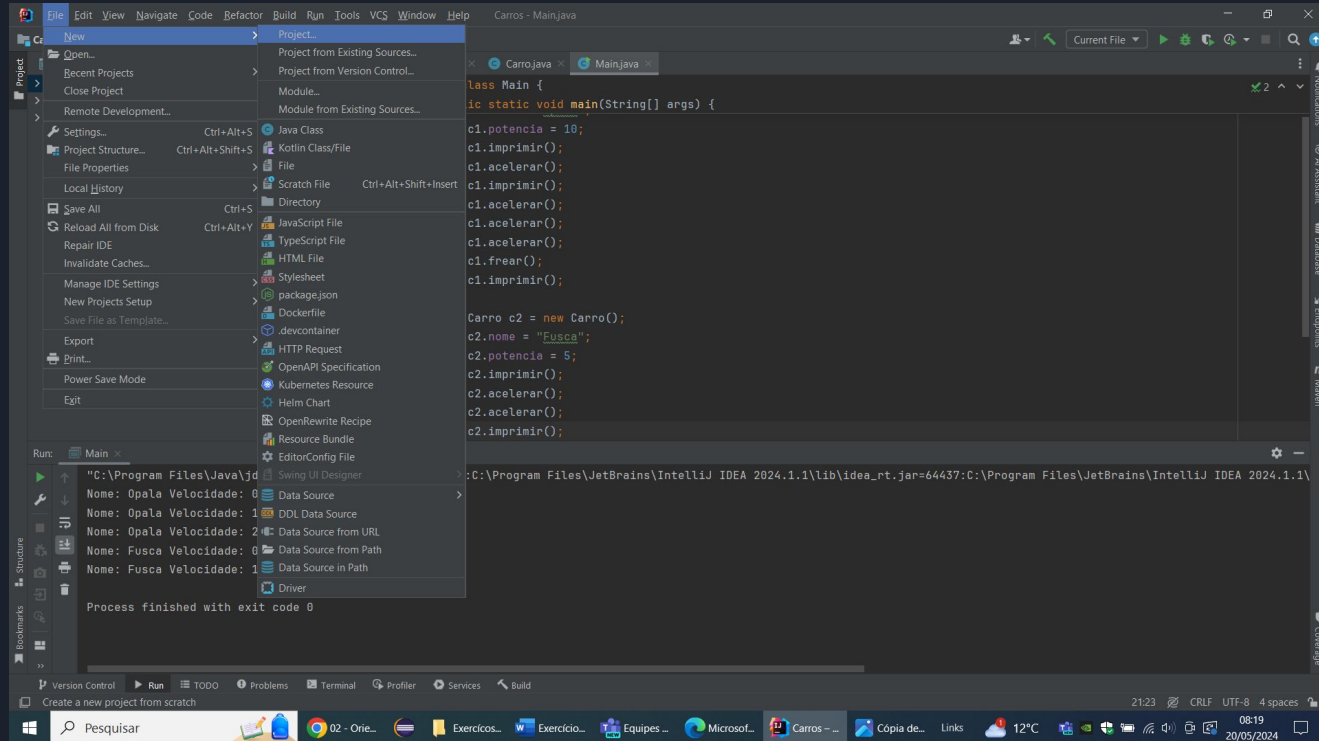 File Edit View Navigate Code Refactor Build Run Tools VCS Window Help Carros - Main.java
Current File
Carro.java Main.java
New
Open...
Recent Projects
Close Project
Remote Development...
Settings... Ctrl+Alt+S
Project Structure... Ctrl+Alt+Shift+S
File Properties
Local History
Save All Ctrl+S
Reload All from Disk Ctrl+Alt+Y
Repair IDE
Invalidate Caches...
Manage IDE Settings
New Projects Setup
Save File as Template...
Export
Print...
Power Save Mode
Exit
Project...
Project from Existing Sources...
Project from Version Control...
Module...
Module from Existing Sources...
Java Class
Kotlin Class/File
File
Scratch File Ctrl+Alt+Shift+Insert
Directory
JavaScript File
TypeScript File
HTML File
Stylesheet
package.json
Dockerfile
.devcontainer
HTTP Request
OpenAPI Specification
Kubernetes Resource
Helm Chart
OpenRewrite Recipe
Resource Bundle
EditorConfig File
Swing UI Designer
Data Source
DDL Data Source
Data Source from URL
Data Source from Path
Data Source in Path
Driver
lass Main {
ic static void main(String[] args) {
c1.potencia = 10;
c1.imprimir();
c1.acelerar();
c1.imprimir();
c1.acelerar();
c1.acelerar();
c1.acelerar();
c1.frear();
c1.imprimir();
Carro c2 = new Carro();
c2.nome = "Fusca";
c2.potencia = 5;
c2.imprimir();
c2.acelerar();
c2.acelerar();
c2.imprimir();
2
Project
Structure
Bookmarks
Notifications
AI Assistant
Database
Endpoints
Maven
Coverage
Run: Main
"C:\Program Files\Java\jd :C:\Program Files\JetBrains\IntelliJ IDEA 2024.1.1\lib\idea_rt.jar=64437:C:\Program Files\JetBrains\IntelliJ IDEA 2024.1.1\
Nome: Opala Velocidade: 0
Nome: Opala Velocidade: 1
Nome: Opala Velocidade: 2
Nome: Fusca Velocidade: 0
Nome: Fusca Velocidade: 1
Process finished with exit code 0
Version Control Run TODO Problems Terminal Profiler Services Build
Create a new project from scratch 21:23 CRLF UTF-8 4 spaces
Pesquisar 02 - Orie... Exercícos... Exercício... Equipes ... Microsof... Carros – ... Cópia de... Links 12°C 08:19
20/05/2024